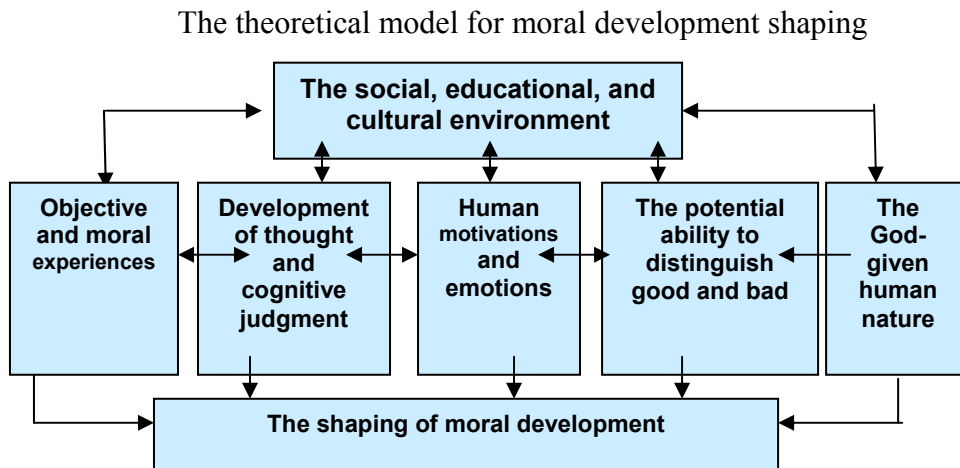 The theoretical model for moral development shaping
The social, educational, and
cultural environment
Objective
and moral
experiences
Development
of thought
and
cognitive
judgment
Human
motivations
and
emotions
The potential
ability to
distinguish
good and bad
The
God-
given
human
nature
The shaping of moral development